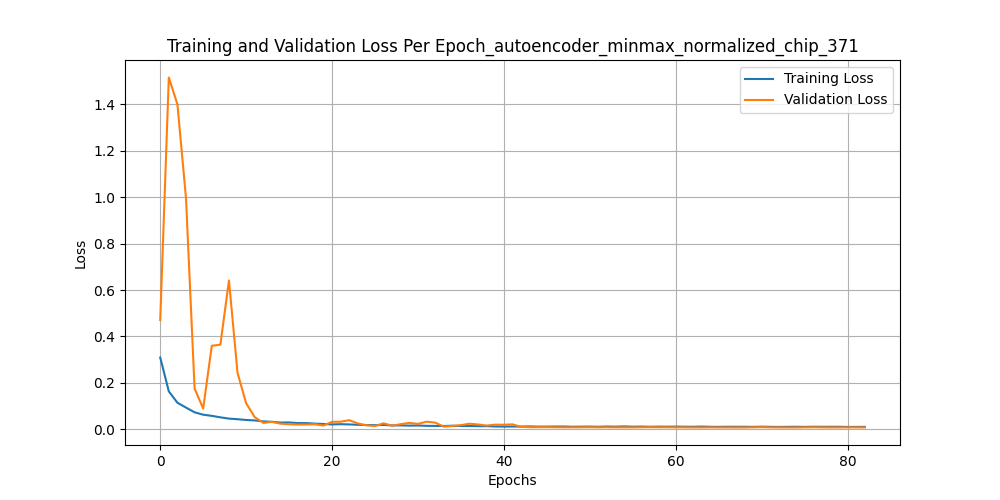 Training and Validation Loss Per Epoch_autoencoder_minmax_normalized_chip_371
Training Loss
Validation Loss
1.4
1.2
1.0
0.8
0.6
0.4
0.2
0.0
Loss
0 20 40 60 80
Epochs